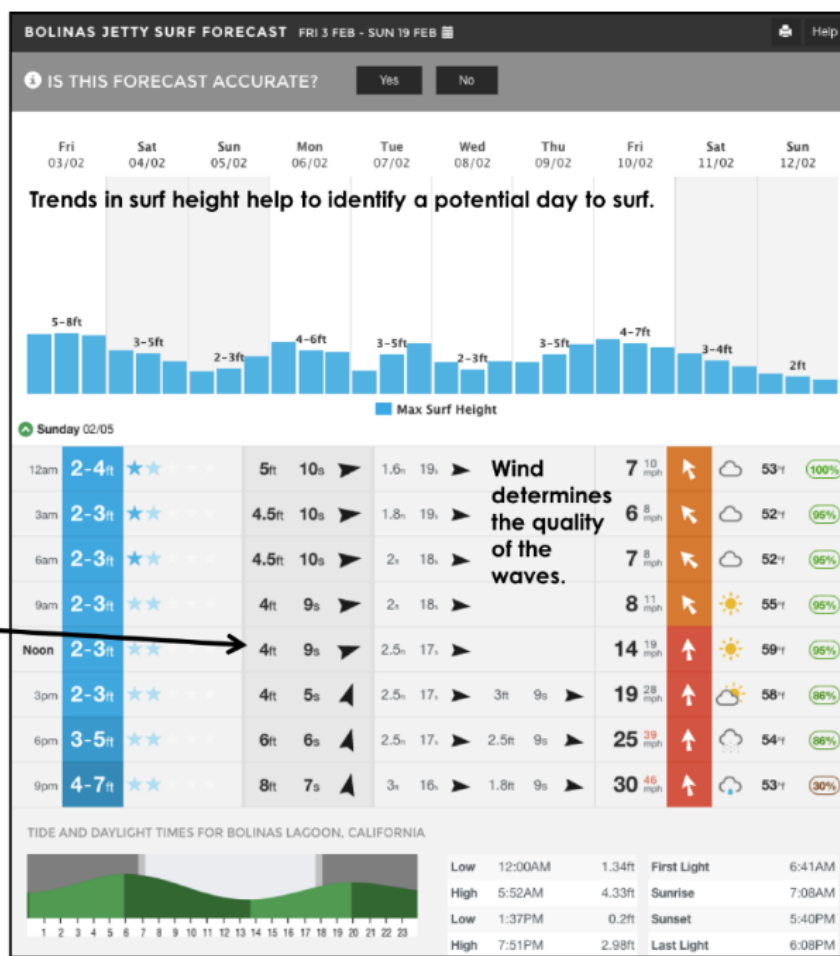 BOLINAS JETTY SURF FORECAST FRI 3 FEB - SUN 19 FEB Help
IS THIS FORECAST ACCURATE? Yes No
Fri Sat Sun Mon Tue Wed Thu Fri Sat Sun
03/02 04/02 05/02 06/02 07/02 08/02 09/02 10/02 11/02 12/02
Trends in surf height help to identify a potential day to surf.
5-8ft 3-5ft 2-3ft 4-6ft 3-5ft 2-3ft 3-5ft 4-7ft 3-4ft 2ft
Max Surf Height
Sunday 02/05
12am 2-4ft 5ft 10s 1.6ft 19s 7 10 mph 53°f 100%
3am 2-3ft 4.5ft 10s 1.8ft 19s 6 8 mph 52°f 95%
6am 2-3ft 4.5ft 10s 2ft 18s 7 8 mph 52°f 95%
9am 2-3ft 4ft 9s 2ft 18s 8 11 mph 55°f 95%
Noon 2-3ft 4ft 9s 2.5ft 17s 14 19 mph 59°f 95%
3pm 2-3ft 4ft 5s 2.5ft 17s 3ft 9s 19 28 mph 58°f 86%
6pm 3-5ft 6ft 6s 2.5ft 17s 2.5ft 9s 25 39 mph 54°f 86%
9pm 4-7ft 8ft 7s 3ft 16s 1.8ft 9s 30 46 mph 53°f 30%
Wind
determines
the quality
of the
waves.
TIDE AND DAYLIGHT TIMES FOR BOLINAS LAGOON, CALIFORNIA
1 2 3 4 5 6 7 8 9 10 11 12 13 14 15 16 17 18 19 20 21 22 23
Low 12:00AM 1.34ft First Light 6:41AM
High 5:52AM 4.33ft Sunrise 7:08AM
Low 1:37PM 0.2ft Sunset 5:40PM
High 7:51PM 2.98ft Last Light 6:08PM